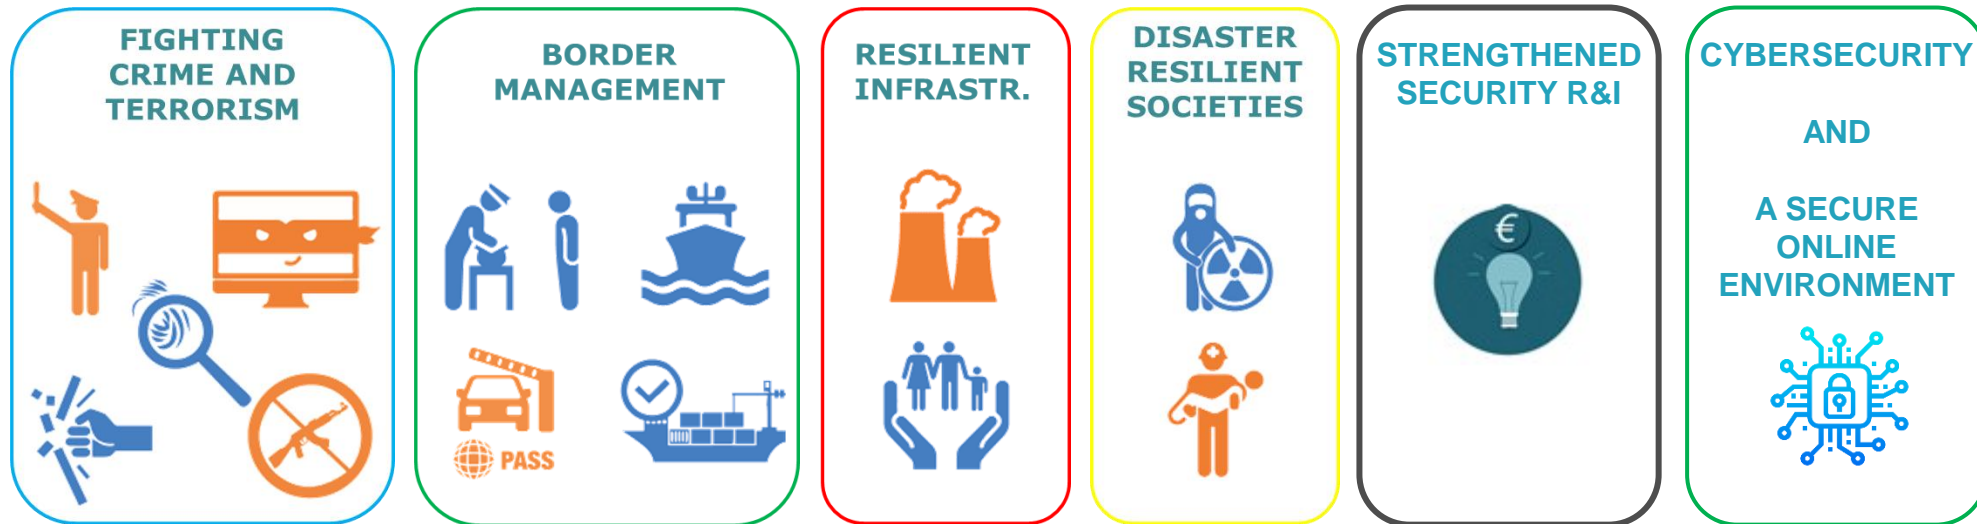 FIGHTING
CRIME AND
TERRORISM
BORDER
MANAGEMENT
PASS
RESILIENT
INFRASTR.
DISASTER
RESILIENT
SOCIETIES
STRENGTHENED
SECURITY R&I
€
CYBERSECURITY
AND
A SECURE
ONLINE
ENVIRONMENT